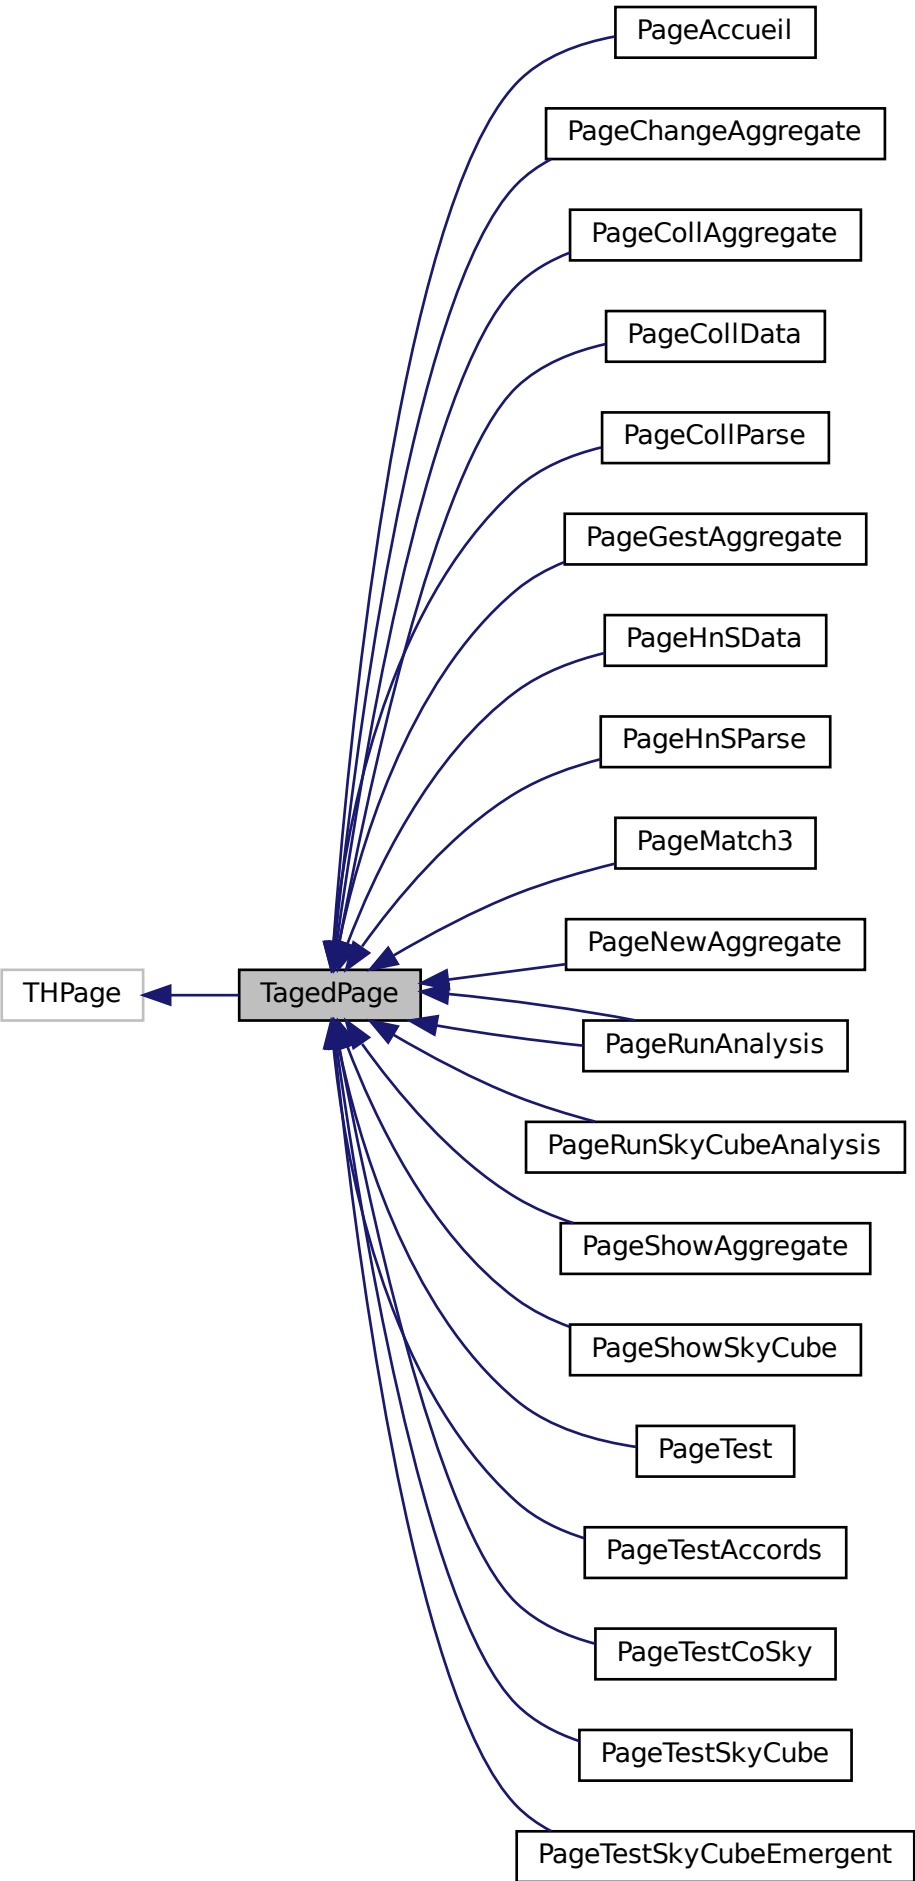 PageAccueil
PageChangeAggregate
PageCollAggregate
PageCollData
PageCollParse
PageGestAggregate
PageHnSData
PageHnSParse
PageMatch3
PageNewAggregate
THPage
TagedPage
PageRunAnalysis
PageRunSkyCubeAnalysis
PageShowAggregate
PageShowSkyCube
PageTest
PageTestAccords
PageTestCoSky
PageTestSkyCube
PageTestSkyCubeEmergent